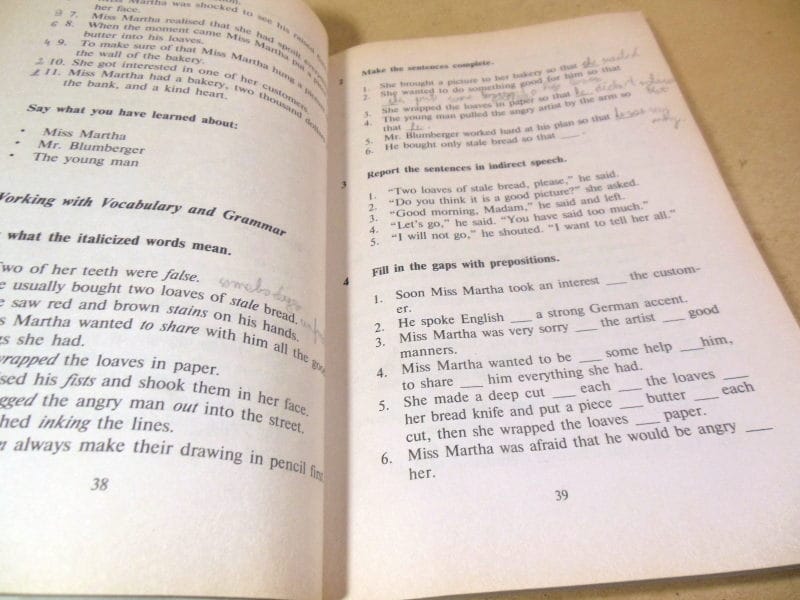 Miss Martha was shocked to see his raised
her face.
3 7. Miss Martha realised that she had spoilt
6 8. When the moment came Miss Martha put a
butter into his loaves.
4 9. To make sure of that Miss Martha hung a picture
the wall of the bakery.
2 10. She got interested in one of her customers
11. Miss Martha had a bakery, two thousand dollars
the bank, and a kind heart.
Say what you have learned about:
• Miss Martha
• Mr. Blumberger
• The young man
Working with Vocabulary and Grammar
what the italicized words mean.
Two of her teeth were false.
usually bought two loaves of stale bread.
saw red and brown stains on his hands.
Martha wanted to share with him all the good
she had.
wrapped the loaves in paper.
his fists and shook them in her face.
the angry man out into the street.
inking the lines.
always make their drawing in pencil first.
38
2 Make the sentences complete.
1. She brought a picture to her bakery so that she
2. She wanted to do something good for him so that
she put
3. She wrapped the loaves in paper so that he didn't
4. The young man pulled the angry artist by the arm so
that he .
5. Mr. Blumberger worked hard at his plan so that
6. He bought only stale bread so that ___ .
3 Report the sentences in indirect speech.
1. “Two loaves of stale bread, please,” he said.
2. “Do you think it is a good picture?” she asked.
3. “Good morning, Madam,” he said and left.
4. “Let's go,” he said. “You have said too much.”
5. “I will not go,” he shouted. “I want to tell her all.”
4 Fill in the gaps with prepositions.
1. Soon Miss Martha took an interest ___ the custom-
er.
2. He spoke English ___ a strong German accent.
3. Miss Martha was very sorry ___ the artist ___ good
manners.
4. Miss Martha wanted to be ___ some help ___ him,
to share ___ him everything she had.
5. She made a deep cut ___ each ___ the loaves ___
her bread knife and put a piece ___ butter ___ each
cut, then she wrapped the loaves ___ paper.
6. Miss Martha was afraid that he would be angry ___
her.
39